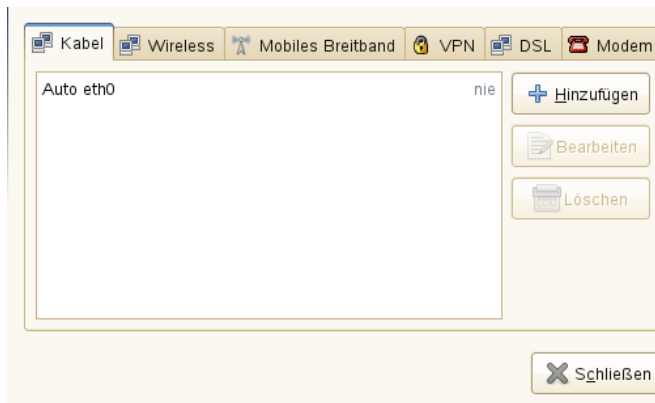 Kabel Wireless Mobiles Breitband VPN DSL Modem
Auto eth0 nie
Hinzufügen
Bearbeiten
Löschen
Schließen